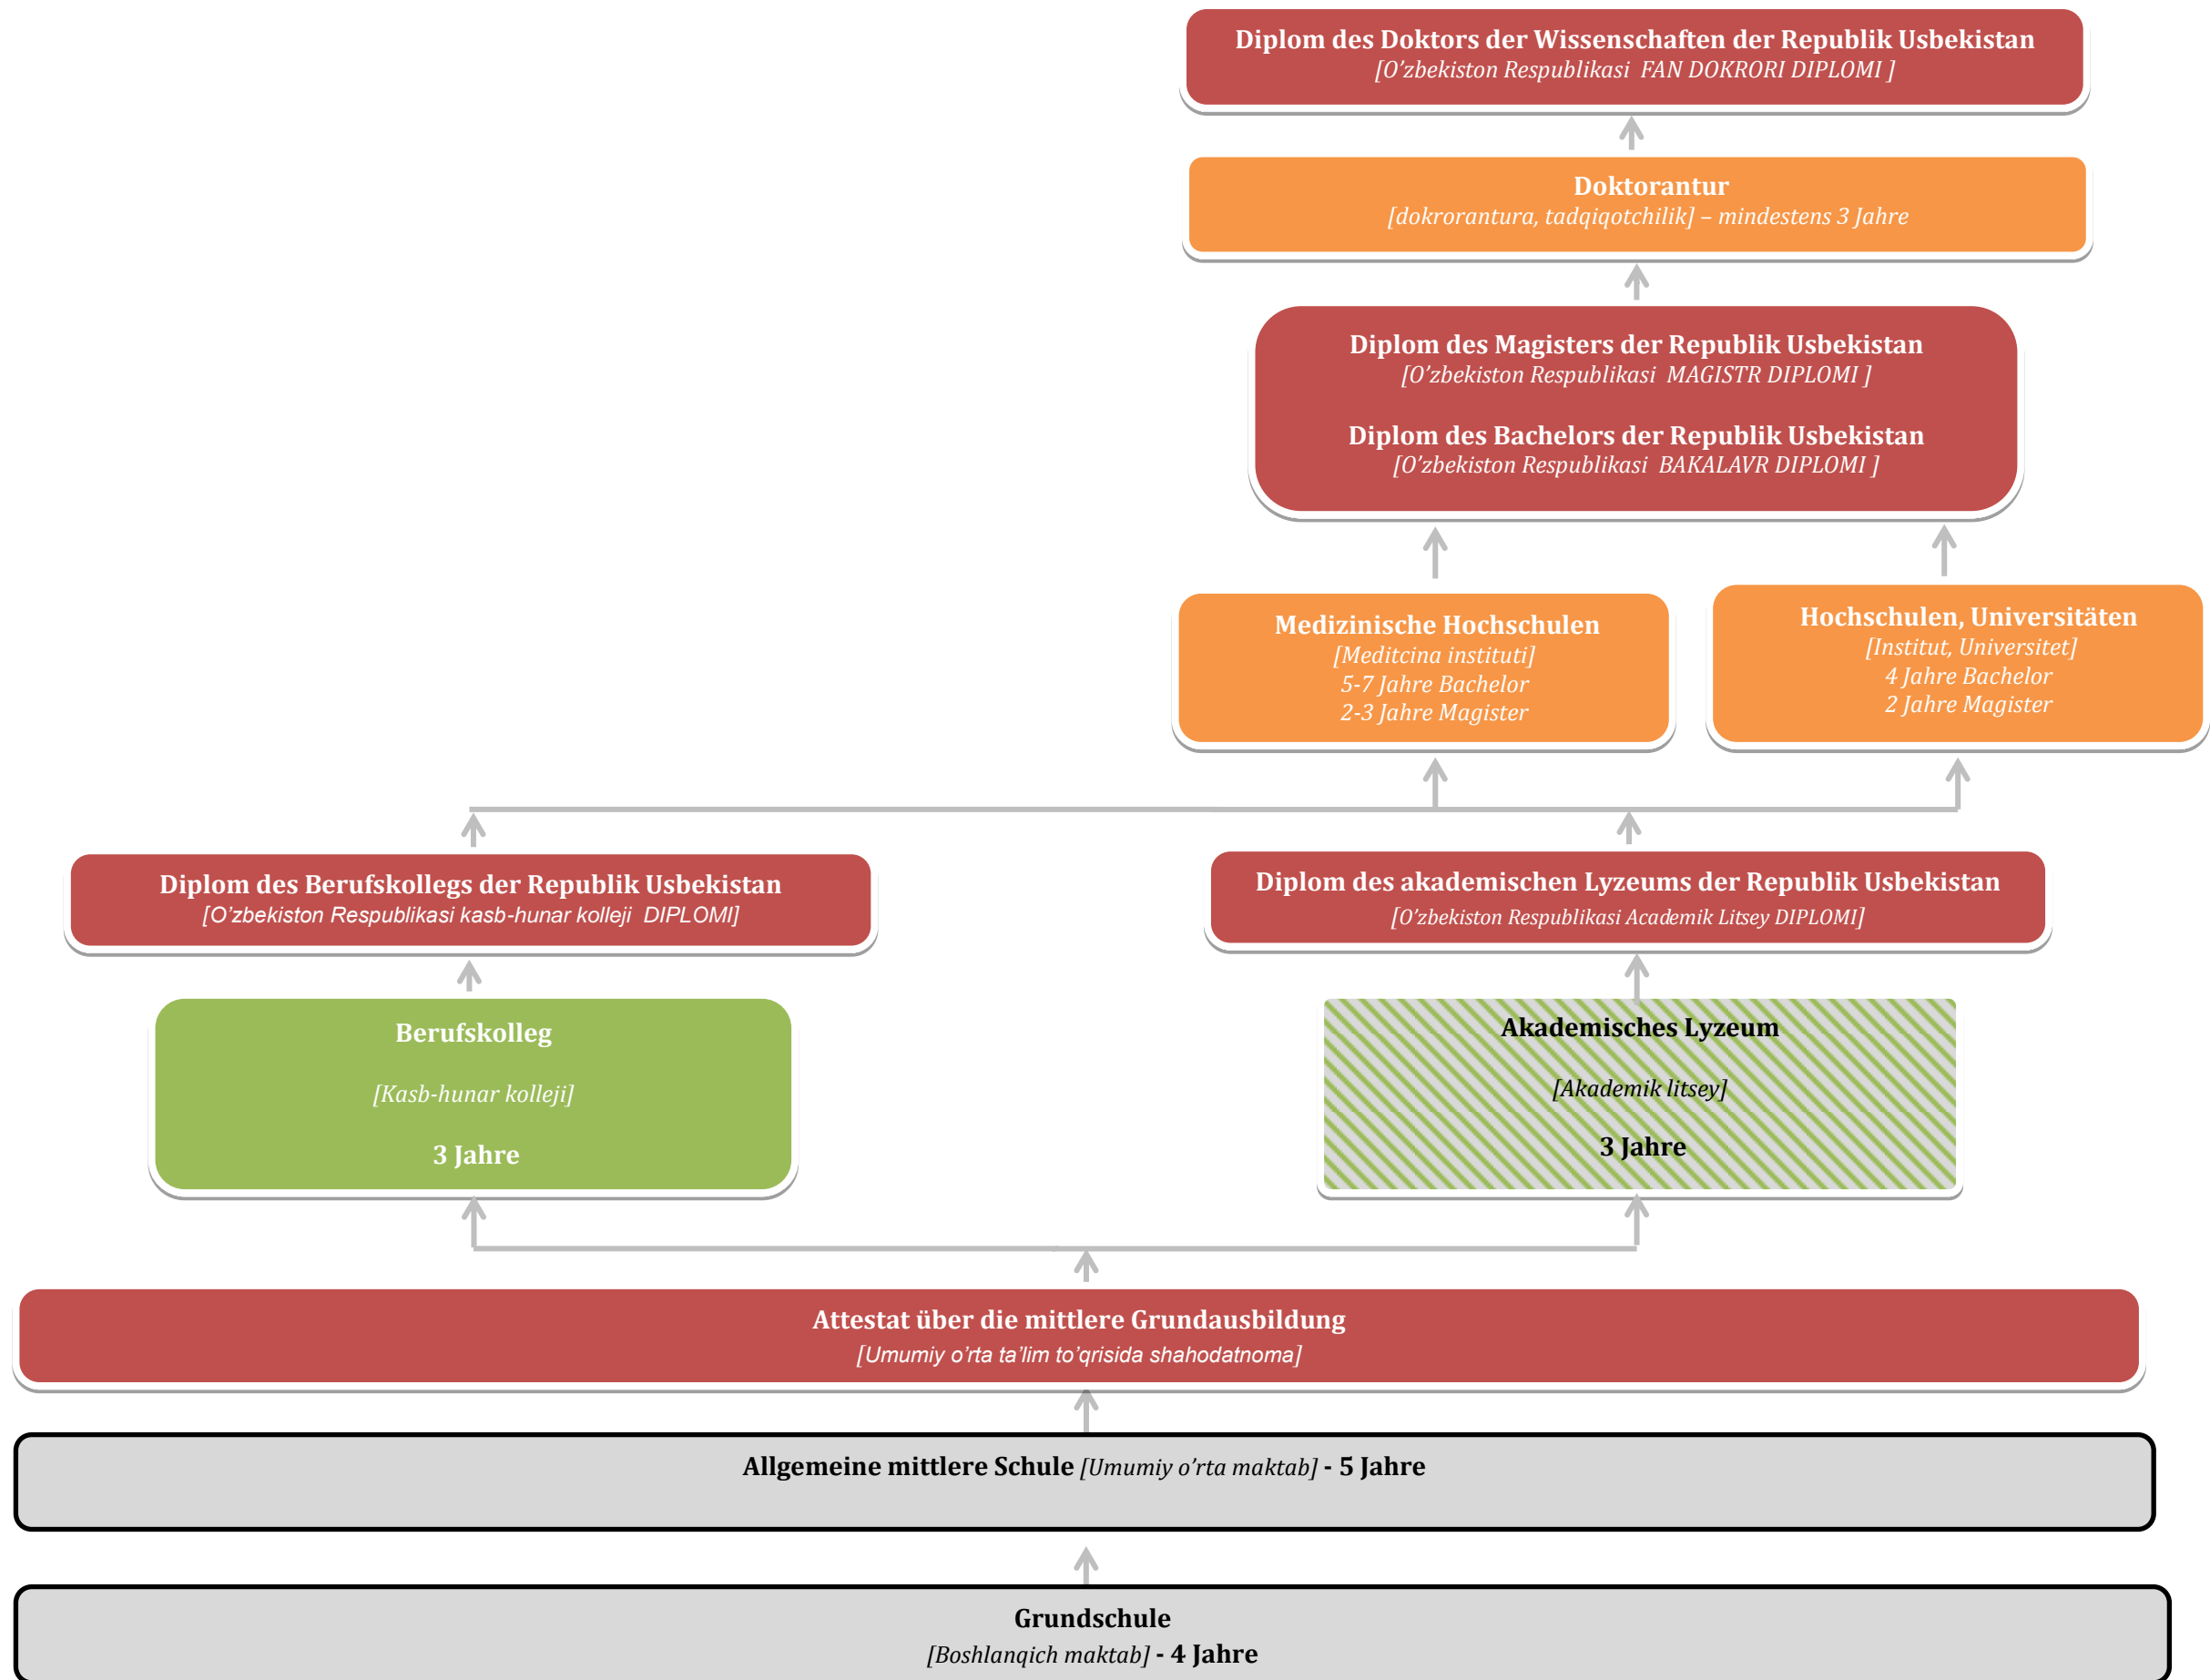 Diplom des Doktors der Wissenschaften der Republik Usbekistan
[O’zbekiston Respublikasi FAN DOKRORI DIPLOMI ]
Doktorantur
[dokrorantura, tadqiqotchilik] – mindestens 3 Jahre
Diplom des Magisters der Republik Usbekistan
[O’zbekiston Respublikasi MAGISTR DIPLOMI ]
Diplom des Bachelors der Republik Usbekistan
[O’zbekiston Respublikasi BAKALAVR DIPLOMI ]
Medizinische Hochschulen
[Meditcina instituti]
5-7 Jahre Bachelor
2-3 Jahre Magister
Hochschulen, Universitäten
[Institut, Universitet]
4 Jahre Bachelor
2 Jahre Magister
Diplom des Berufskollegs der Republik Usbekistan
[O’zbekiston Respublikasi kasb-hunar kolleji DIPLOMI]
Diplom des akademischen Lyzeums der Republik Usbekistan
[O’zbekiston Respublikasi Academik Litsey DIPLOMI]
Berufskolleg
[Kasb-hunar kolleji]
3 Jahre
Akademisches Lyzeum
[Akademik litsey]
3 Jahre
Attestat über die mittlere Grundausbildung
[Umumiy o’rta ta’lim to’qrisida shahodatnoma]
Allgemeine mittlere Schule [Umumiy o’rta maktab] - 5 Jahre
Grundschule
[Boshlanqich maktab] - 4 Jahre